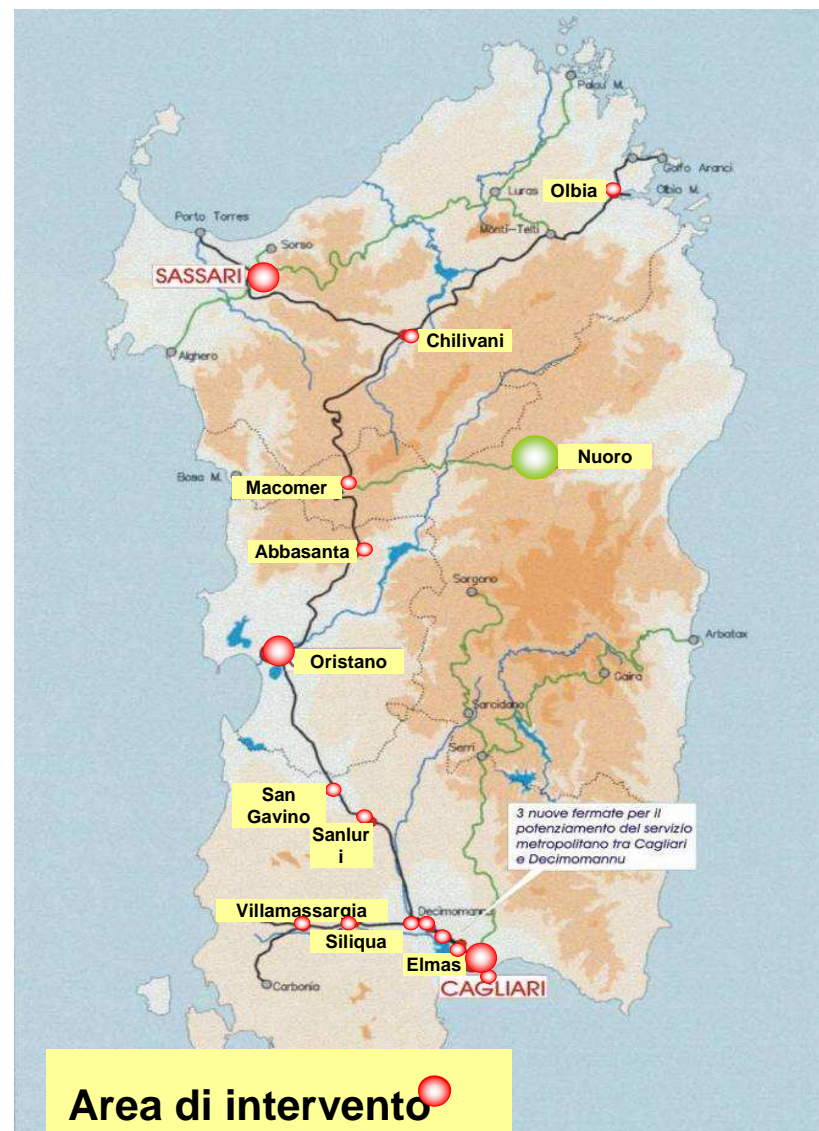 Palau M.
Golfo Aranci
Olbia
Olbia M.
Luras
Porto Torres
Monti-Telti
Sorso
SASSARI
Chilivani
Alghero
Nuoro
Bosa M.
Macomer
Abbasanta
Sorgono
Arbatax
Oristano
Gairo
Sarcidano
Serri
San
Gavino
3 nuove fermate per il
potenziamento del servizio
metropolitano tra Cagliari
e Decimomannu
Sanlur
i
Villamassargia
Decimomannu
Siliqua
Elmas
CAGLIARI
Carbonia
Area di intervento